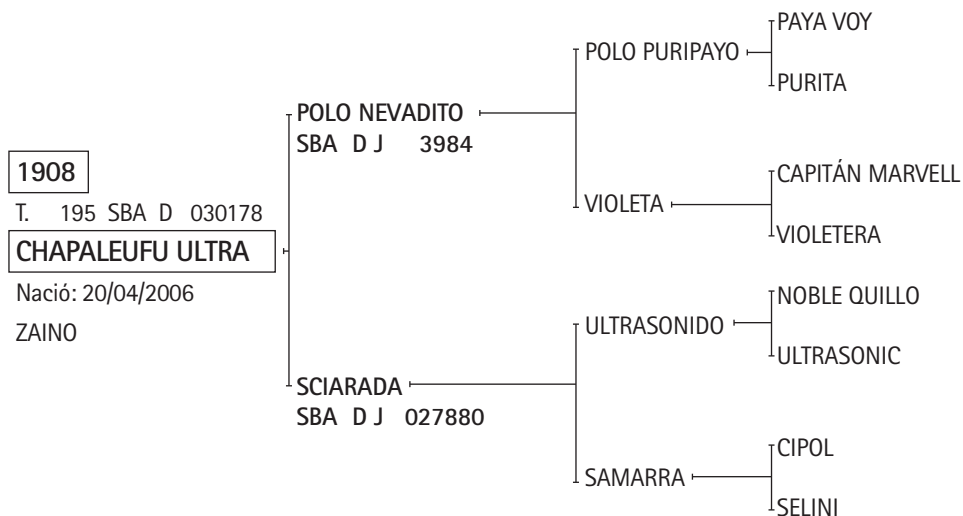 1908
T. 195 SBA D 030178
CHAPALEUFU ULTRA
Nació: 20/04/2006
ZAINO
POLO NEVADITO
SBA D J 3984
SCIARADA
SBA D J 027880
POLO PURIPAYO
VIOLETA
ULTRASONIDO
SAMARRA
PAYA VOY
PURITA
CAPITÁN MARVELL
VIOLETERA
NOBLE QUILLO
ULTRASONIC
CIPOL
SELINI